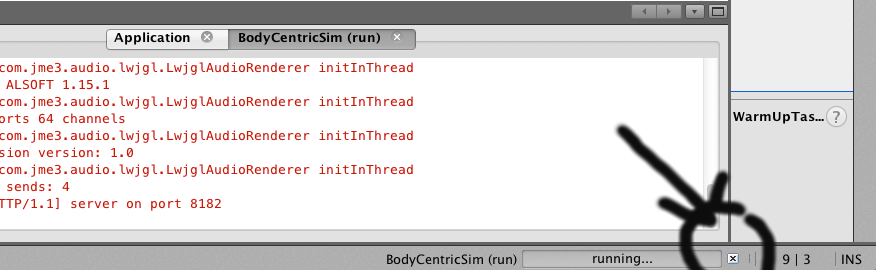 Application
BodyCentricSim (run)
com.jme3.audio.lwjgl.LwjglAudioRenderer initInThread
ALSOFT 1.15.1
com.jme3.audio.lwjgl.LwjglAudioRenderer initInThread
orts 64 channels
com.jme3.audio.lwjgl.LwjglAudioRenderer initInThread
sion version: 1.0
com.jme3.audio.lwjgl.LwjglAudioRenderer initInThread
sends: 4
TTP/1.1] server on port 8182
WarmUpTas... ?
BodyCentricSim (run) running... 9 | 3 INS